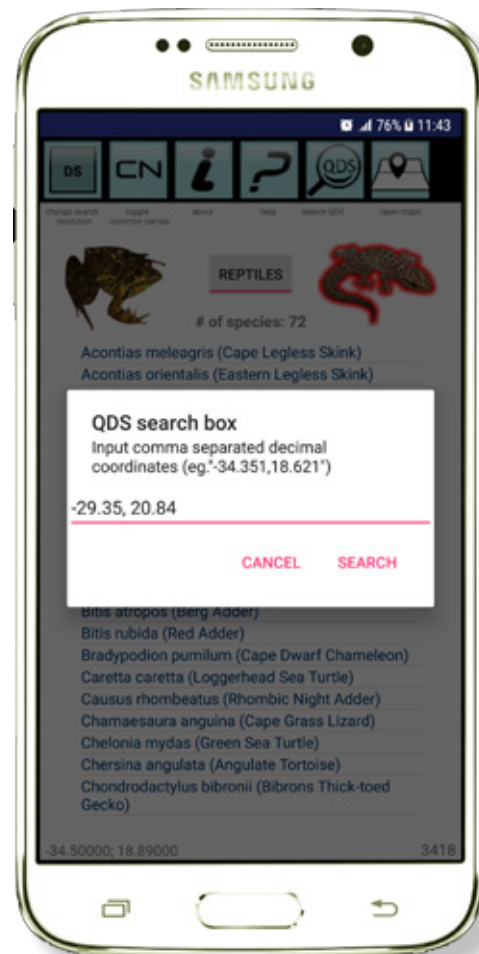 SAMSUNG
76% 11:43
DS CN i ? QDS
change search resolution toggle common names about help search QDS open maps
REPTILES
# of species: 72
Acontias meleagris (Cape Legless Skink)
Acontias orientalis (Eastern Legless Skink)
QDS search box
Input comma separated decimal
coordinates (eg."-34.351,18.621")
-29.35, 20.84
CANCEL SEARCH
Bitis atropos (Berg Adder)
Bitis rubida (Red Adder)
Bradypodion pumilum (Cape Dwarf Chameleon)
Caretta caretta (Loggerhead Sea Turtle)
Causus rhombeatus (Rhombic Night Adder)
Chamaesaura anguina (Cape Grass Lizard)
Chelonia mydas (Green Sea Turtle)
Chersina angulata (Angulate Tortoise)
Chondrodactylus bibronii (Bibrons Thick-toed
Gecko)
-34.50000; 18.89000 3418